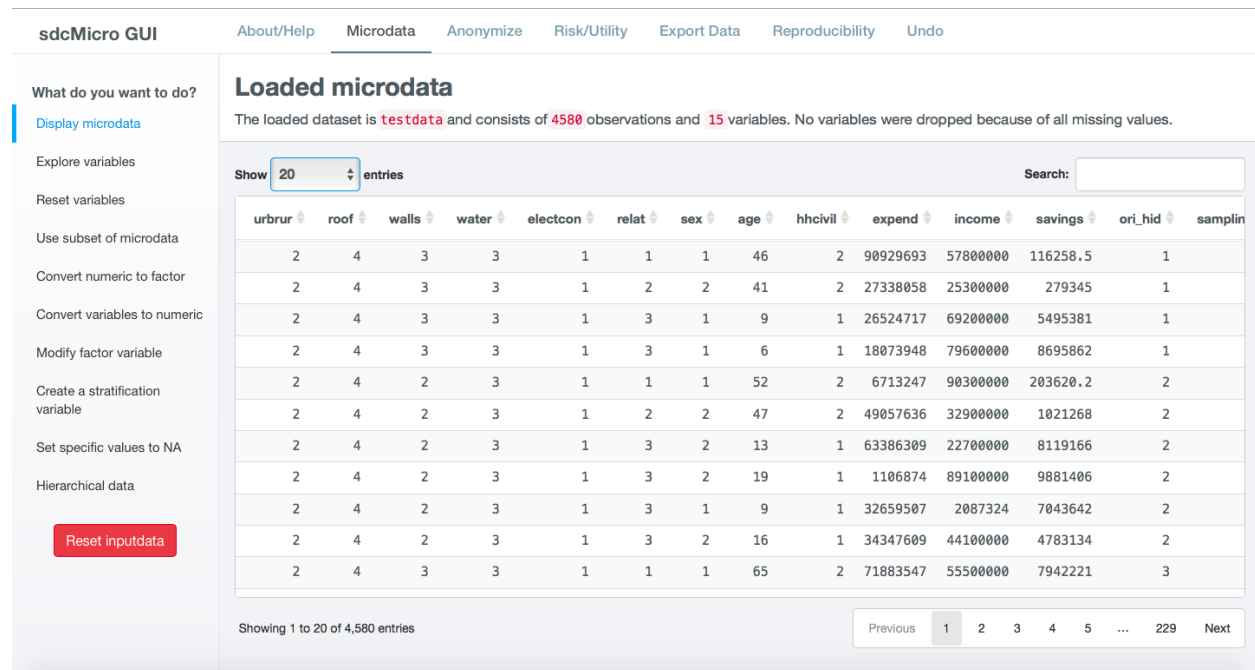 sdcMicro GUI About/Help Microdata Anonymize Risk/Utility Export Data Reproducibility Undo
What do you want to do?
Display microdata
Explore variables
Reset variables
Use subset of microdata
Convert numeric to factor
Convert variables to numeric
Modify factor variable
Create a stratification
variable
Set specific values to NA
Hierarchical data
Reset inputdata
Loaded microdata
The loaded dataset is testdata and consists of 4580 observations and 15 variables. No variables were dropped because of all missing values.
Show 20 entries Search:
urbrur roof walls water electcon relat sex age hhcivil expend income savings ori_hid samplin
2 4 3 3 1 1 1 46 2 90929693 57800000 116258.5 1
2 4 3 3 1 2 2 41 2 27338058 25300000 279345 1
2 4 3 3 1 3 1 9 1 26524717 69200000 5495381 1
2 4 3 3 1 3 1 6 1 18073948 79600000 8695862 1
2 4 2 3 1 1 1 52 2 6713247 90300000 203620.2 2
2 4 2 3 1 2 2 47 2 49057636 32900000 1021268 2
2 4 2 3 1 3 2 13 1 63386309 22700000 8119166 2
2 4 2 3 1 3 2 19 1 1106874 89100000 9881406 2
2 4 2 3 1 3 1 9 1 32659507 2087324 7043642 2
2 4 2 3 1 3 2 16 1 34347609 44100000 4783134 2
2 4 3 3 1 1 1 65 2 71883547 55500000 7942221 3
Showing 1 to 20 of 4,580 entries Previous 1 2 3 4 5 ... 229 Next